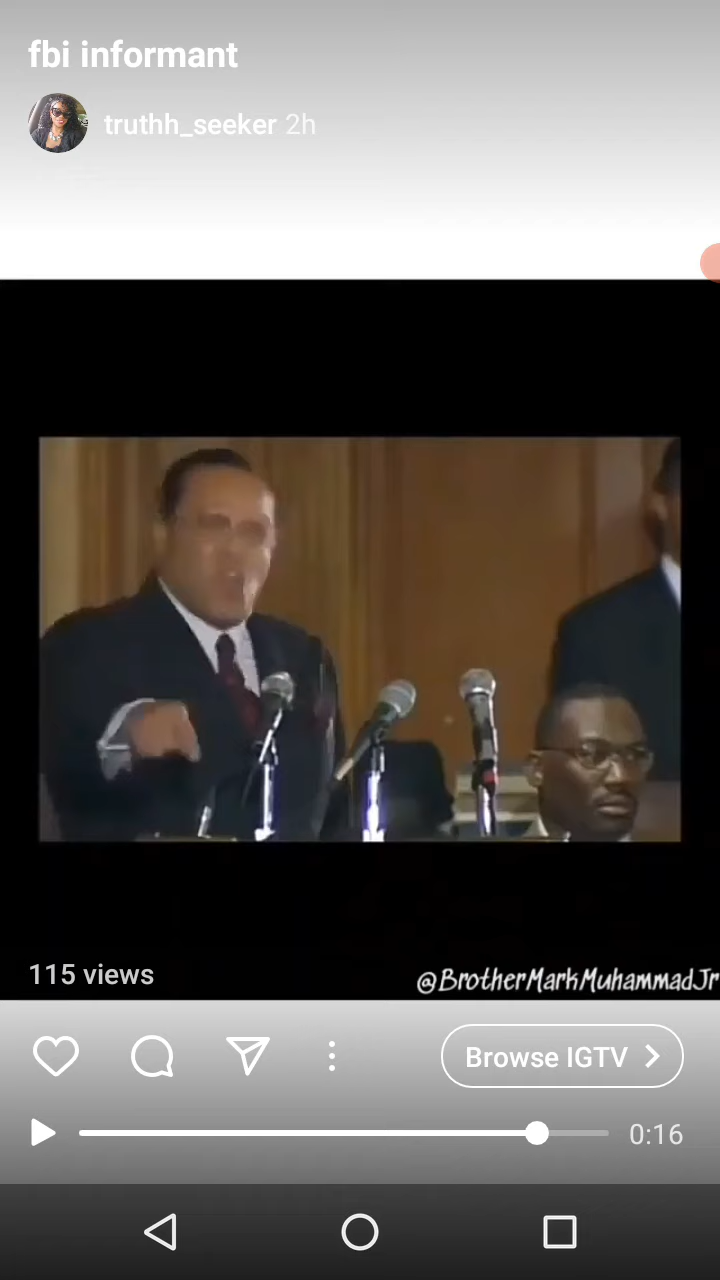 fbi informant
truthh_seeker 2h
115 views
@BrotherMarkMuhammadJr
Browse IGTV
0:16